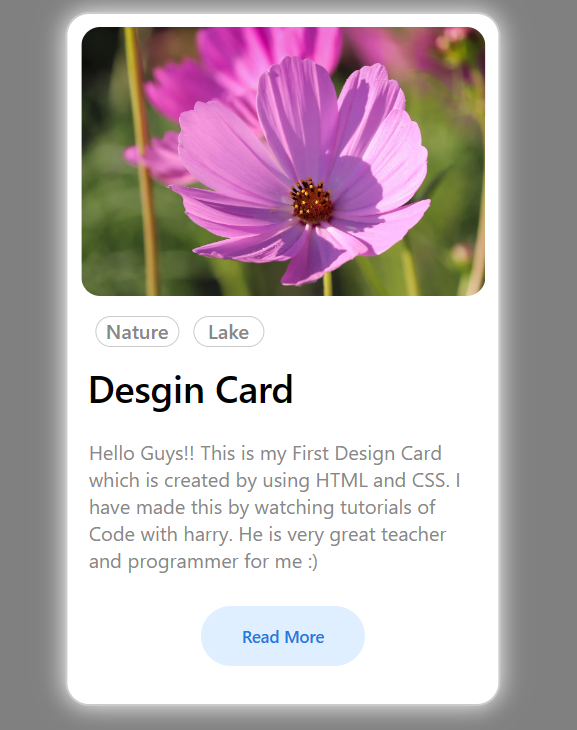 Nature Lake
Desgin Card
Hello Guys!! This is my First Design Card
which is created by using HTML and CSS. I
have made this by watching tutorials of
Code with harry. He is very great teacher
and programmer for me :)
Read More